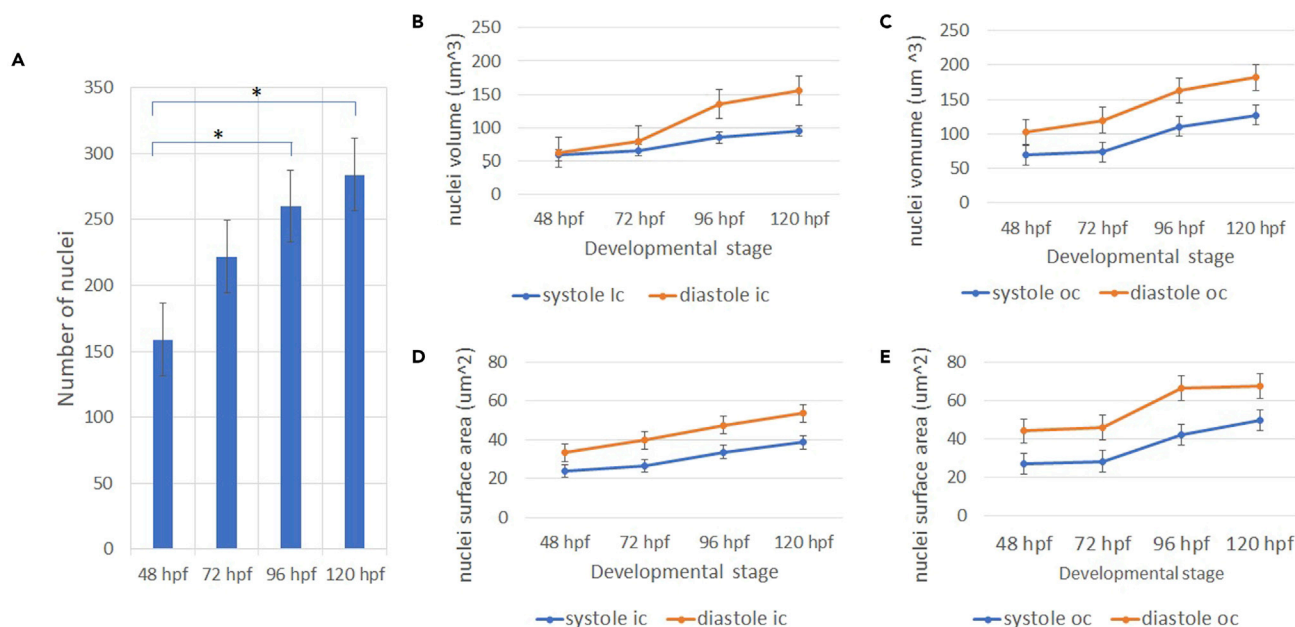 A
Number of nuclei
350
300
250
200
150
100
50
0
*
*
48 hpf 72 hpf 96 hpf 120 hpf
B
nuclei volume (um^3)
250
200
150
100
50
0
48 hpf 72 hpf 96 hpf 120 hpf
Developmental stage
systole Ic diastole ic
C
nuclei vomume (um ^3)
250
200
150
100
50
0
48 hpf 72 hpf 96 hpf 120 hpf
Developmental stage
systole oc diastole oc
D
nuclei surface area (um^2)
80
60
40
20
0
48 hpf 72 hpf 96 hpf 120 hpf
Developmental stage
systole ic diastole ic
E
nuclei surface area (um^2)
80
60
40
20
0
48 hpf 72 hpf 96 hpf 120 hpf
Developmental stage
systole oc diastole oc